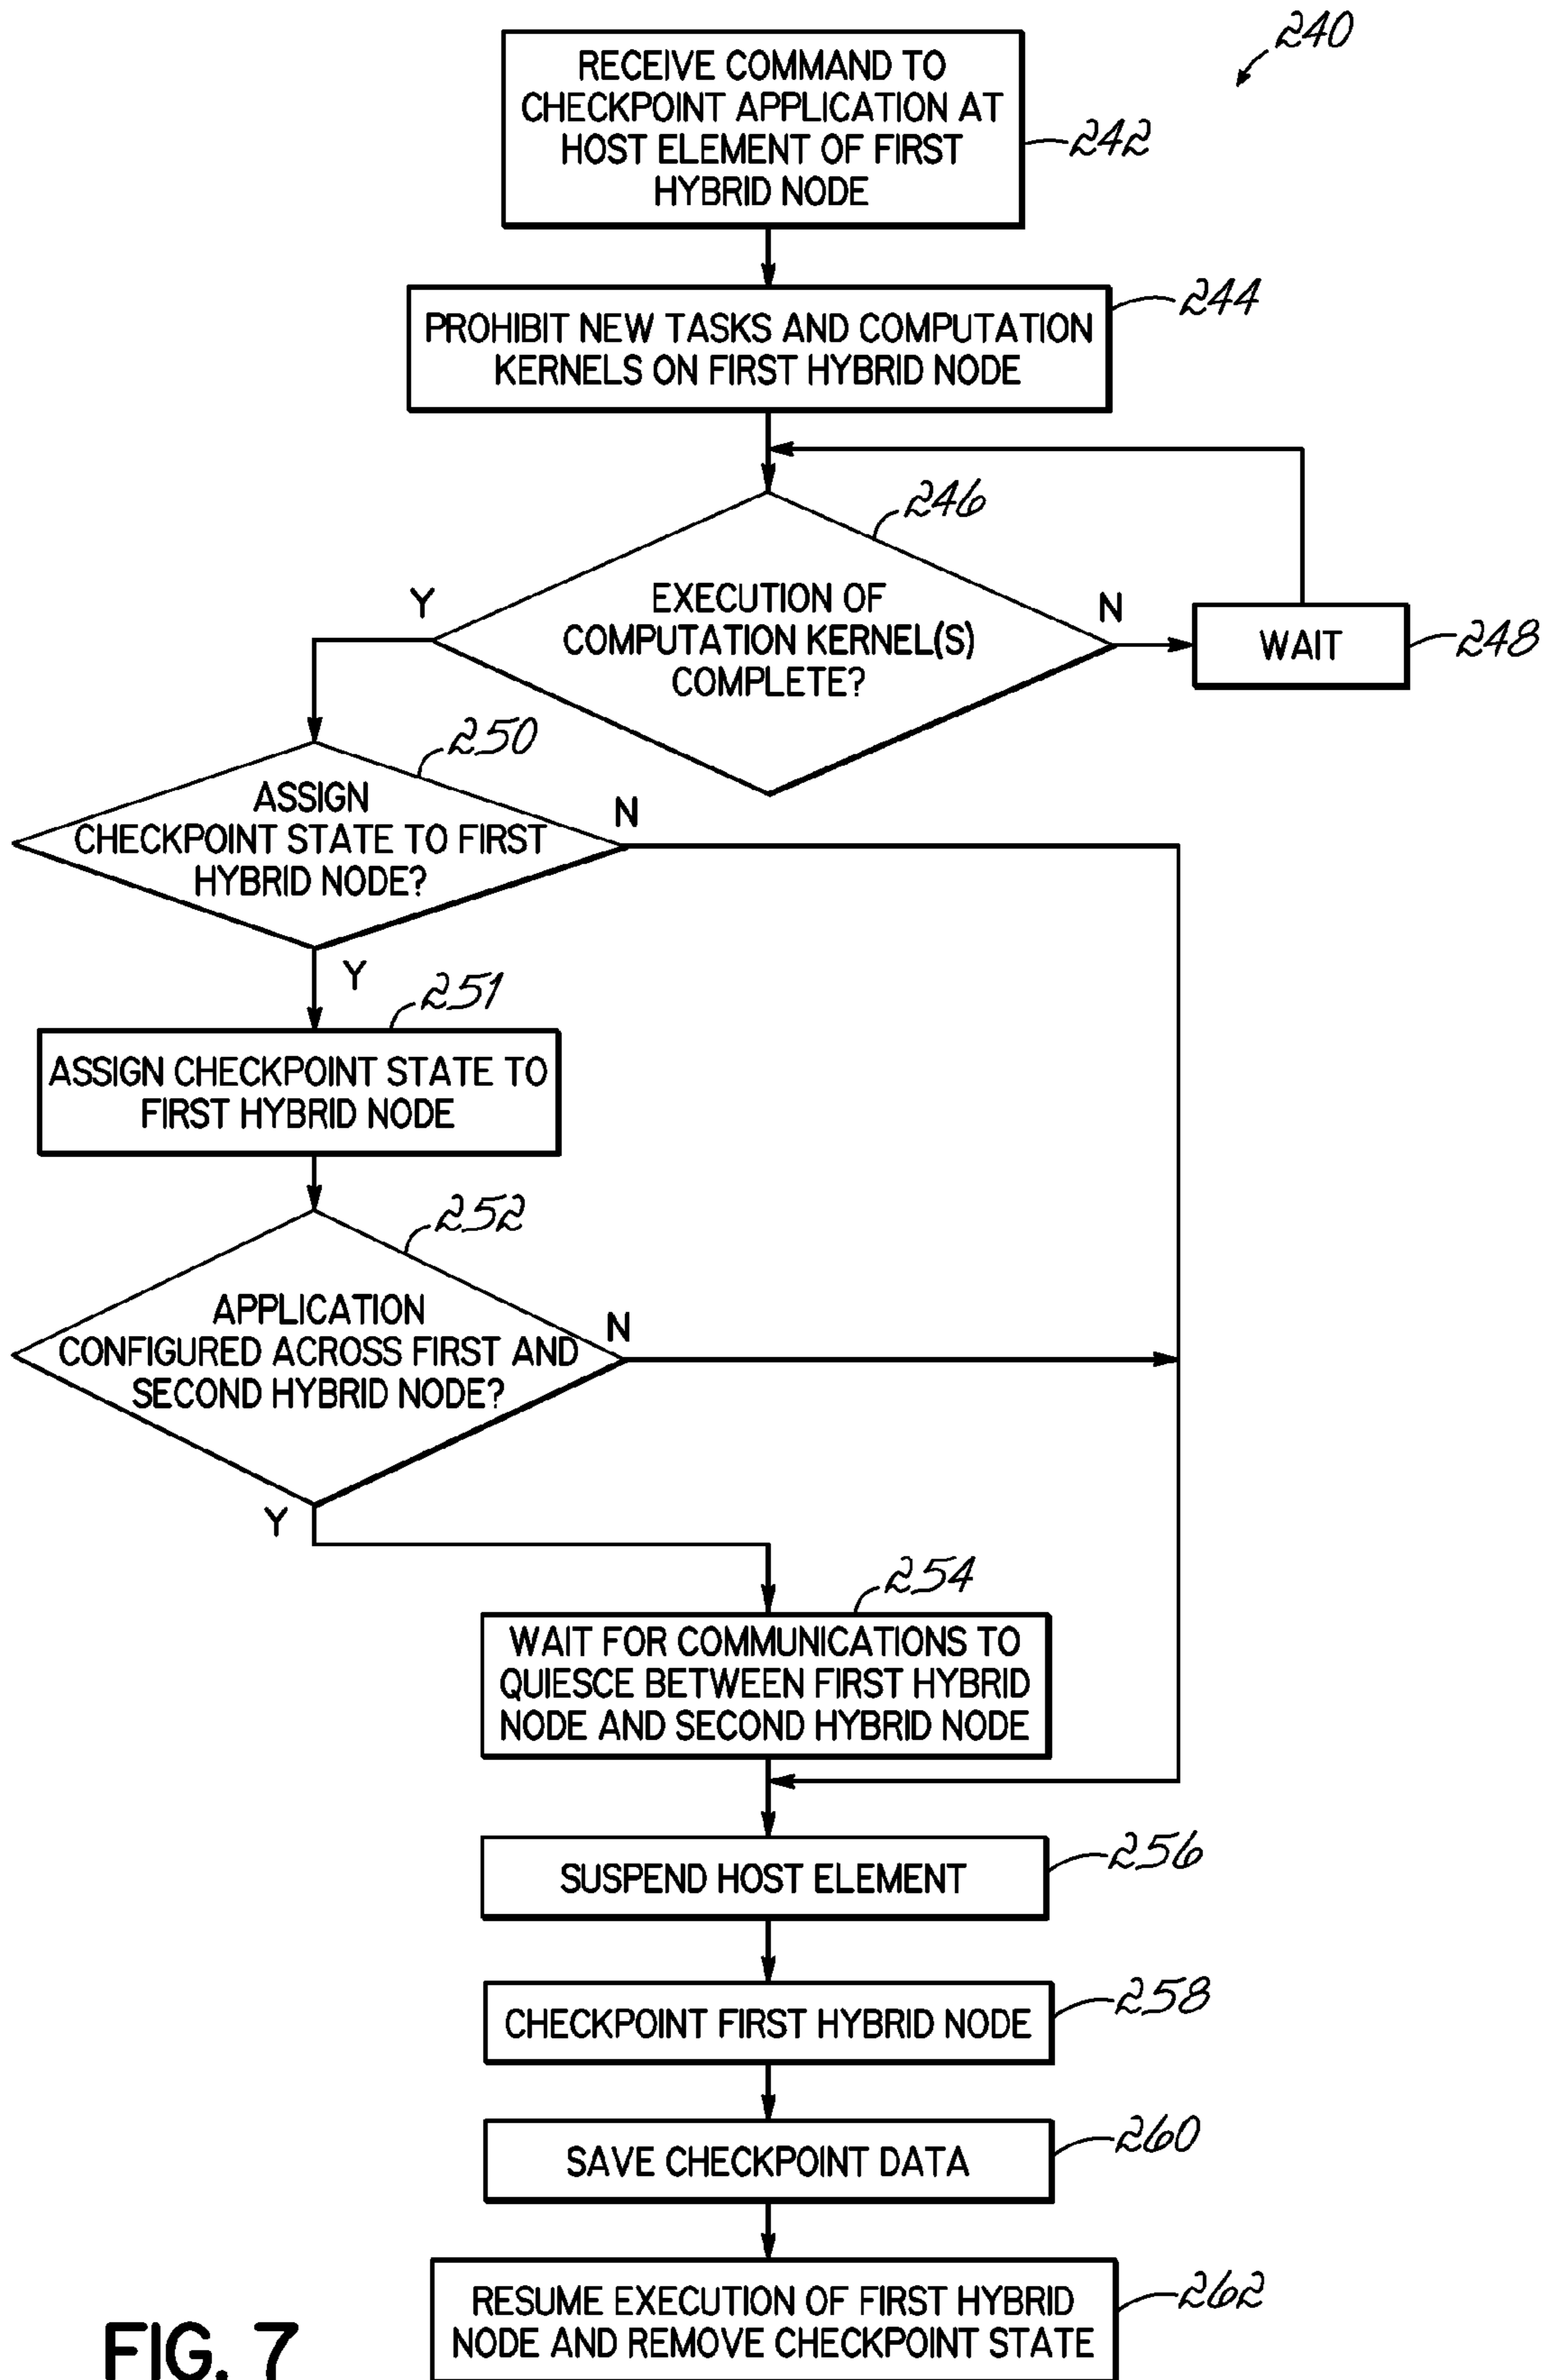 240
RECEIVE COMMAND TO
CHECKPOINT APPLICATION AT
HOST ELEMENT OF FIRST
HYBRID NODE
242
PROHIBIT NEW TASKS AND COMPUTATION
KERNELS ON FIRST HYBRID NODE
244
246
EXECUTION OF
COMPUTATION KERNEL(S)
COMPLETE?
Y
N
WAIT
248
250
ASSIGN
CHECKPOINT STATE TO FIRST
HYBRID NODE?
N
Y
251
ASSIGN CHECKPOINT STATE TO
FIRST HYBRID NODE
252
APPLICATION
CONFIGURED ACROSS FIRST AND
SECOND HYBRID NODE?
N
Y
254
WAIT FOR COMMUNICATIONS TO
QUIESCE BETWEEN FIRST HYBRID
NODE AND SECOND HYBRID NODE
SUSPEND HOST ELEMENT
256
CHECKPOINT FIRST HYBRID NODE
258
SAVE CHECKPOINT DATA
260
RESUME EXECUTION OF FIRST HYBRID
NODE AND REMOVE CHECKPOINT STATE
262
FIG. 7